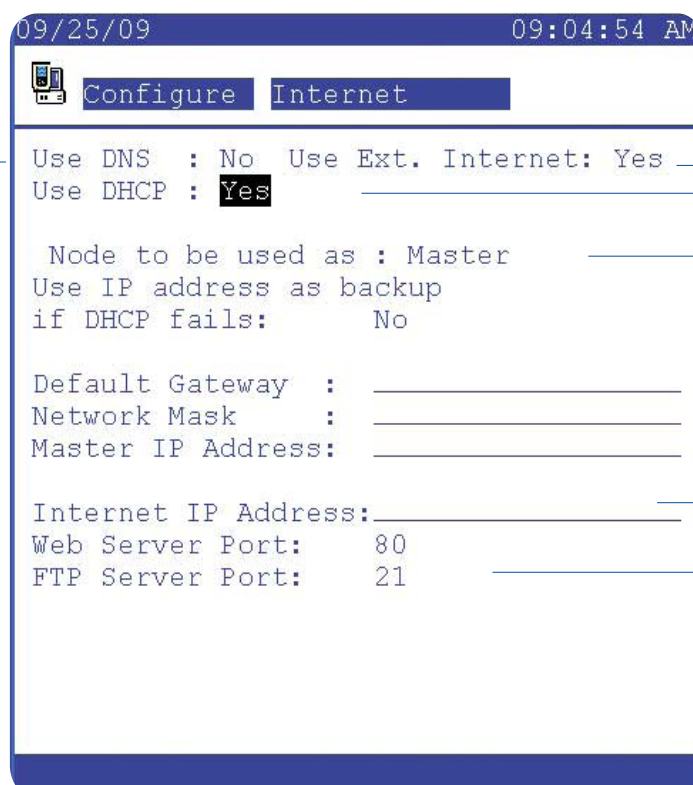 09/25/09 09:04:54 AM
Configure Internet
Use DNS : No Use Ext. Internet: Yes
Use DHCP : Yes
Node to be used as : Master
Use IP address as backup
if DHCP fails: No
Default Gateway :
Network Mask :
Master IP Address:
Internet IP Address:
Web Server Port: 80
FTP Server Port: 21